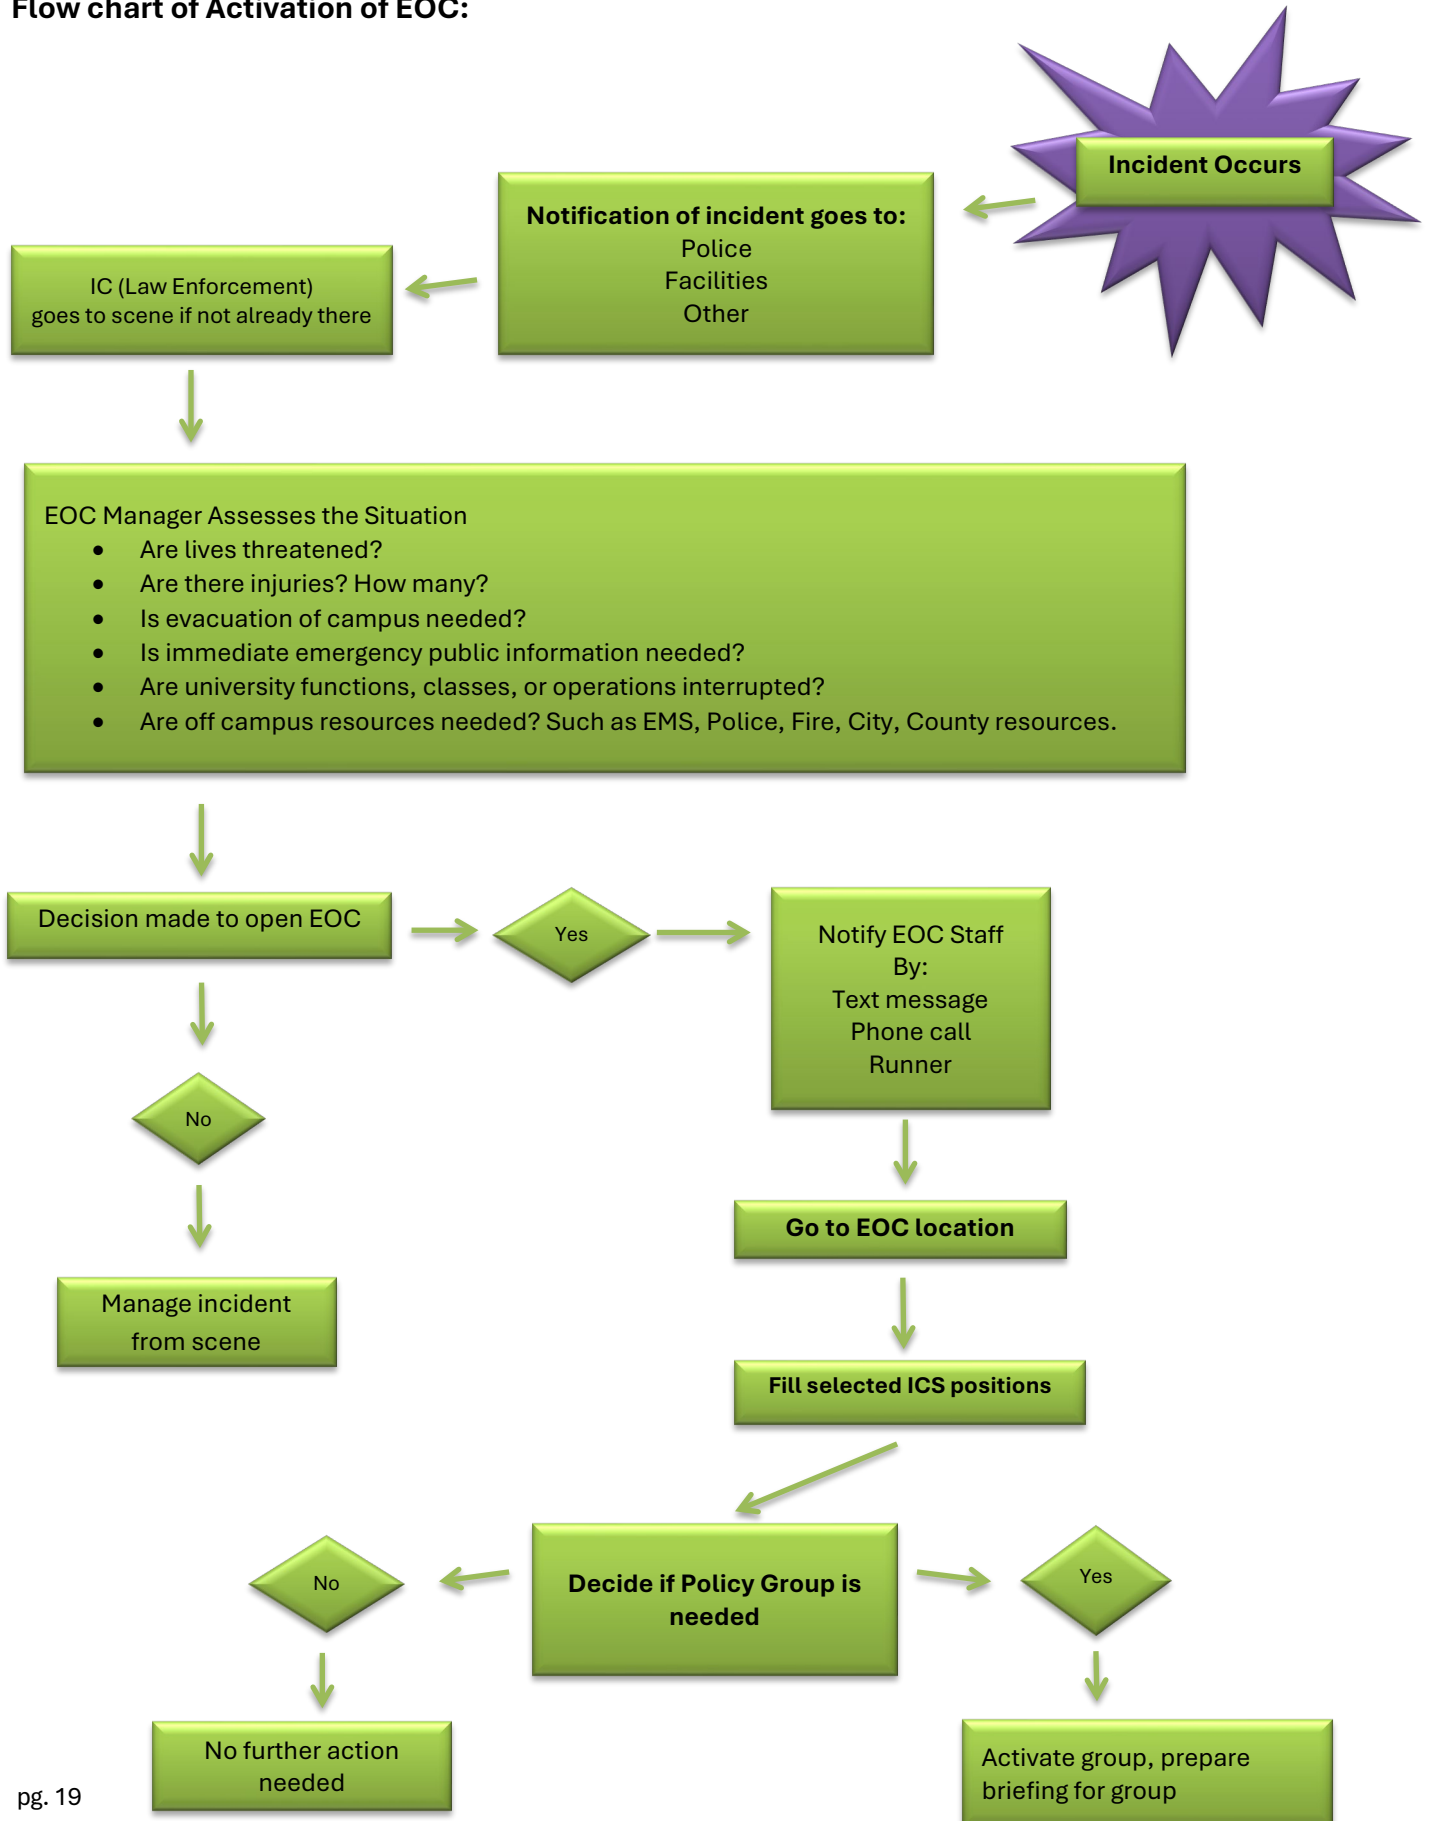 Flow chart of Activation of EOC:
Incident Occurs
Notification of incident goes to:
Police
Facilities
Other
IC (Law Enforcement)
goes to scene if not already there
EOC Manager Assesses the Situation
• Are lives threatened?
• Are there injuries? How many?
• Is evacuation of campus needed?
• Is immediate emergency public information needed?
• Are university functions, classes, or operations interrupted?
• Are off campus resources needed? Such as EMS, Police, Fire, City, County resources.
Decision made to open EOC
Yes
Notify EOC Staff
By:
Text message
Phone call
Runner
No
Manage incident
from scene
Go to EOC location
Fill selected ICS positions
Decide if Policy Group is
needed
No
Yes
No further action
needed
Activate group, prepare
briefing for group
pg. 19